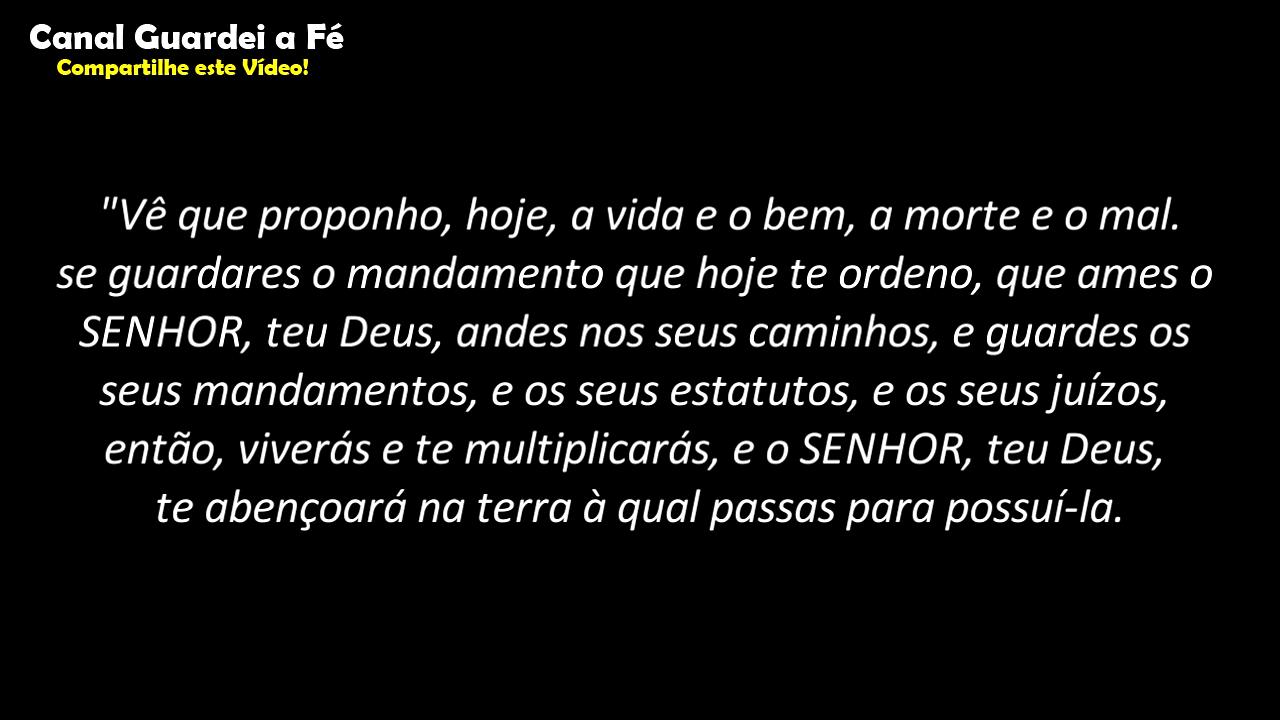 Canal Guardei a Fé
Compartilhe este Vídeo!
"Vê que proponho, hoje, a vida e o bem, a morte e o mal.
se guardares o mandamento que hoje te ordeno, que ames o
SENHOR, teu Deus, andes nos seus caminhos, e guardes os
seus mandamentos, e os seus estatutos, e os seus juízos,
então, viverás e te multiplicarás, e o SENHOR, teu Deus,
te abençoará na terra à qual passas para possuí-la.